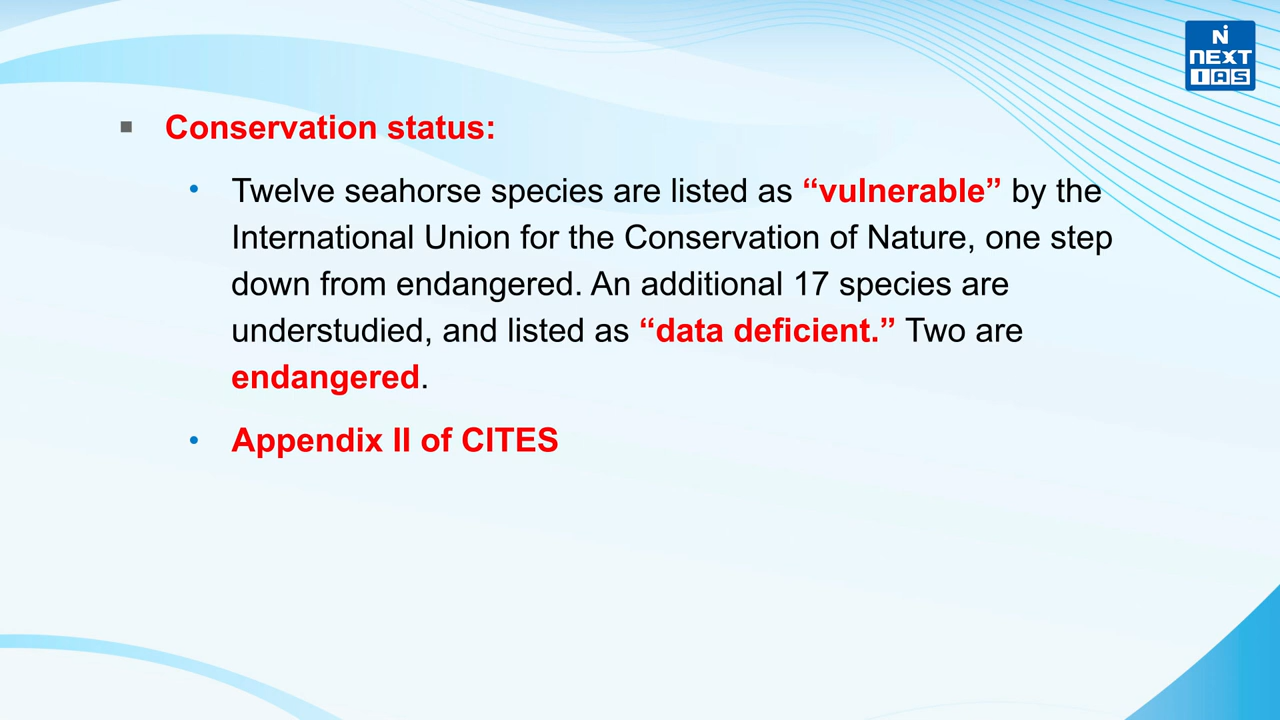 NEXT
IAS
Conservation status:
Twelve seahorse species are listed as “vulnerable” by the
International Union for the Conservation of Nature, one step
down from endangered. An additional 17 species are
understudied, and listed as “data deficient.” Two are
endangered.
Appendix II of CITES